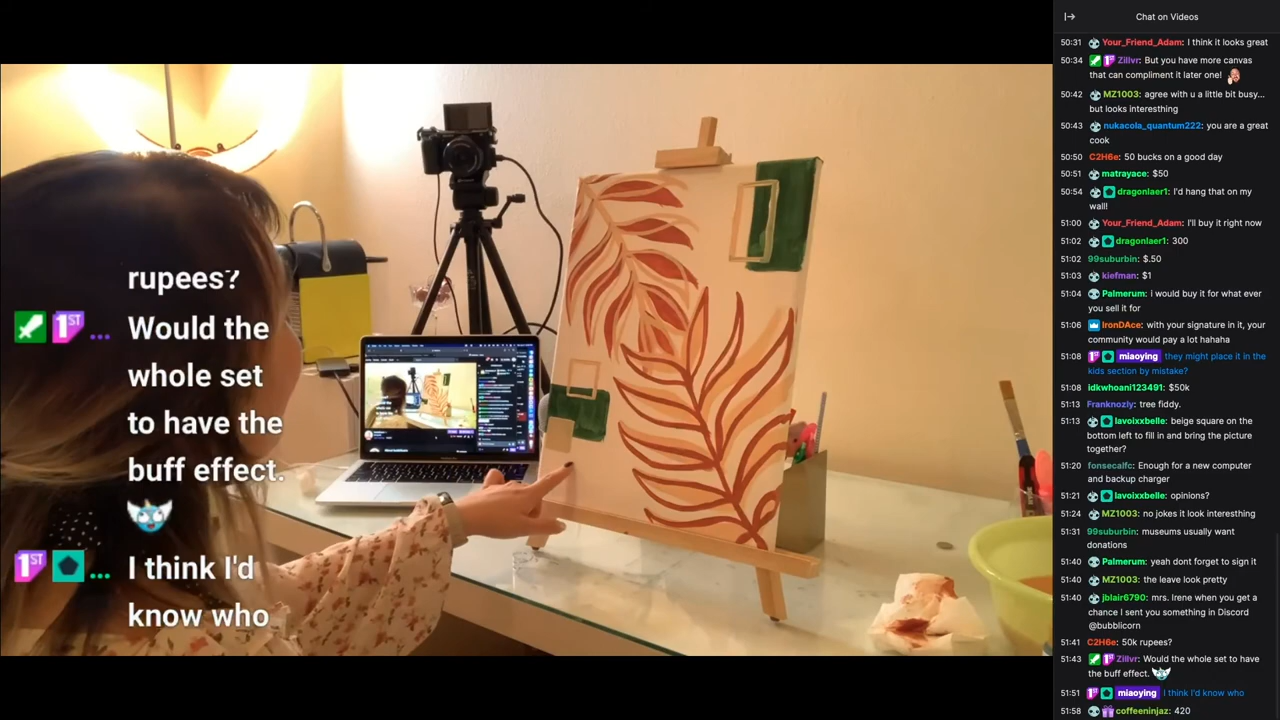 rupees?
1ST ... Would the
whole set
to have the
buff effect.
1ST ... I think I'd
know who
Chat on Videos
50:31 Your_Friend_Adam: I think it looks great
50:34 1ST Zillvr: But you have more canvas
that can compliment it later one!
50:42 MZ1003: agree with u a little bit busy...
but looks interesthing
50:43 nukacola_quantum222: you are a great
cook
50:50 C2H6e: 50 bucks on a good day
50:51 matrayace: $50
50:54 dragonlaer1: I'd hang that on my
wall!
51:00 Your_Friend_Adam: I'll buy it right now
51:02 dragonlaer1: 300
51:02 99suburbin: $.50
51:03 kiefman: $1
51:04 Palmerum: i would buy it for what ever
you sell it for
51:06 IronDAce: with your signature in it, your
community would pay a lot hahaha
51:08 1ST miaoying they might place it in the
kids section by mistake?
51:08 idkwhoani123491: $50k
51:13 Franknozly: tree fiddy.
51:13 lavoixxbelle: beige square on the
bottom left to fill in and bring the picture
together?
51:20 fonsecalfc: Enough for a new computer
and backup charger
51:21 lavoixxbelle: opinions?
51:24 MZ1003: no jokes it look interesthing
51:31 99suburbin: museums usually want
donations
51:40 Palmerum: yeah dont forget to sign it
51:40 MZ1003: the leave look pretty
51:40 jblair6790: mrs. Irene when you get a
chance I sent you something in Discord
@bubblicorn
51:41 C2H6e: 50k rupees?
51:43 1ST Zillvr: Would the whole set to have
the buff effect.
51:51 1ST miaoying I think I'd know who
51:58 coffeeninjaz: 420